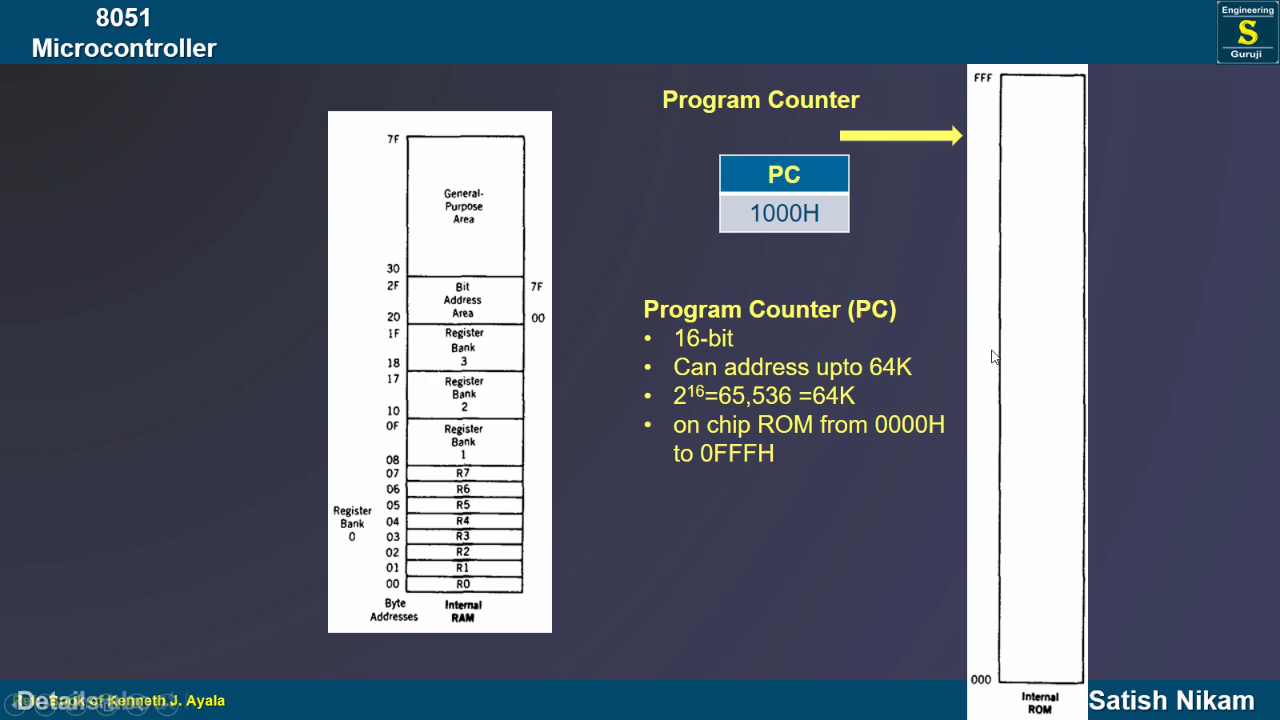 8051
Microcontroller
Engineering
S
Guruji
Program Counter
PC
1000H
Program Counter (PC)
• 16-bit
• Can address upto 64K
• 2¹⁶=65,536 =64K
• on chip ROM from 0000H
to 0FFFH
7F
General-
Purpose
Area
30
2F
Bit
Address
Area
7F
20
00
1F
Register
Bank
3
18
17
Register
Bank
2
10
0F
Register
Bank
1
08
07 R7
06 R6
05 R5
04 R4
03 R3
02 R2
01 R1
00 R0
Register
Bank
0
Byte
Addresses
Internal
RAM
FFF
000
Internal
ROM
Book of Kenneth J. Ayala
Satish Nikam